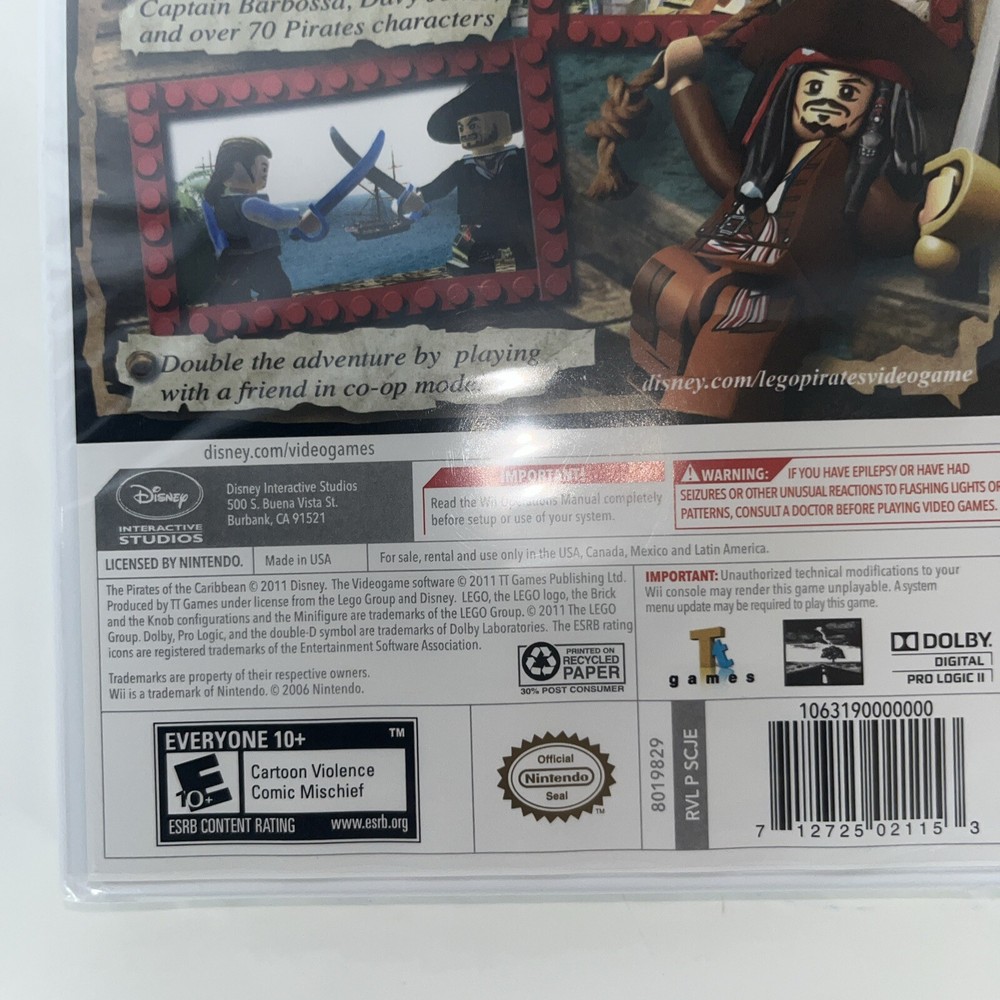 Captain Barbossa, Davy
and over 70 Pirates characters
Double the adventure by playing
with a friend in co-op mode.
disney.com/legopiratesvideogame
disney.com/videogames
Disney
INTERACTIVE
STUDIOS
Disney Interactive Studios
500 S. Buena Vista St.
Burbank, CA 91521
IMPORTANT!
Read the Wii Operations Manual completely
before setup or use of your system.
WARNING: IF YOU HAVE EPILEPSY OR HAVE HAD
SEIZURES OR OTHER UNUSUAL REACTIONS TO FLASHING LIGHTS OR
PATTERNS, CONSULT A DOCTOR BEFORE PLAYING VIDEO GAMES.
LICENSED BY NINTENDO.
Made in USA
For sale, rental and use only in the USA, Canada, Mexico and Latin America.
The Pirates of the Caribbean © 2011 Disney. The Videogame software © 2011 TT Games Publishing Ltd.
Produced by TT Games under license from the Lego Group and Disney. LEGO, the LEGO logo, the Brick
and the Knob configurations and the Minifigure are trademarks of the LEGO Group. © 2011 The LEGO
Group. Dolby, Pro Logic, and the double-D symbol are trademarks of Dolby Laboratories. The ESRB rating
icons are registered trademarks of the Entertainment Software Association.
Trademarks are property of their respective owners.
Wii is a trademark of Nintendo. © 2006 Nintendo.
PRINTED ON
RECYCLED
PAPER
30% POST CONSUMER
IMPORTANT: Unauthorized technical modifications to your
Wii console may render this game unplayable. A system
menu update may be required to play this game.
Tt
games
DOLBY.
DIGITAL
PRO LOGIC II
EVERYONE 10+ TM
E
10+
Cartoon Violence
Comic Mischief
ESRB CONTENT RATING www.esrb.org
Official
Nintendo
Seal
TM
8019829
RVL P SCJE
1063190000000
7 12725 02115 3